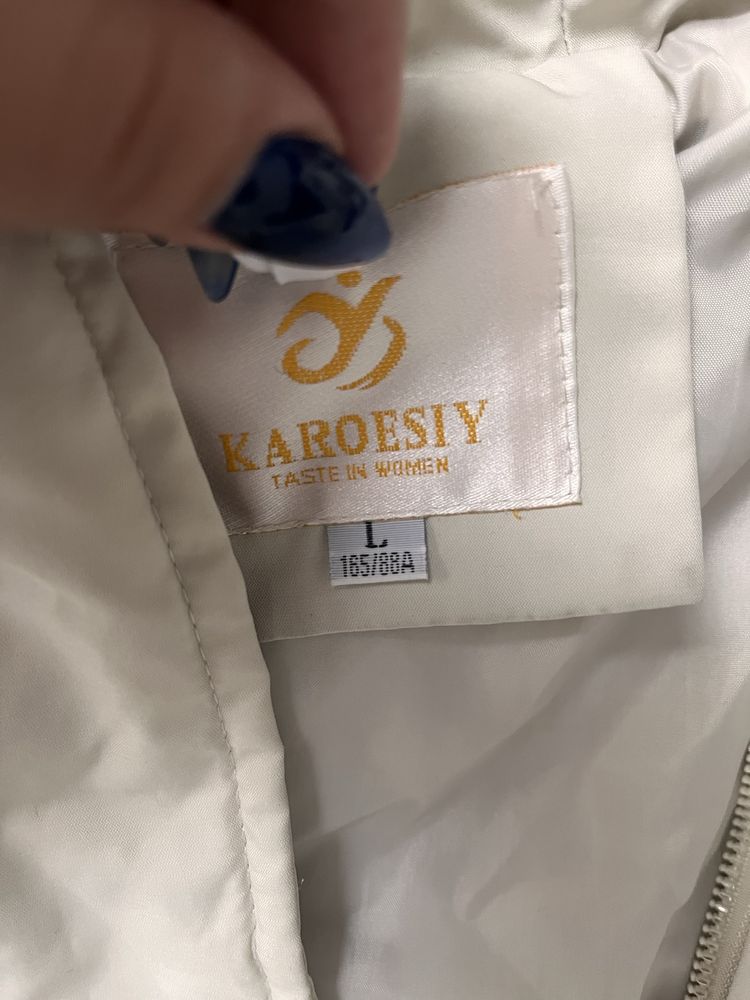 KAROESIY
TASTE IN WOMEN
L
165/88A